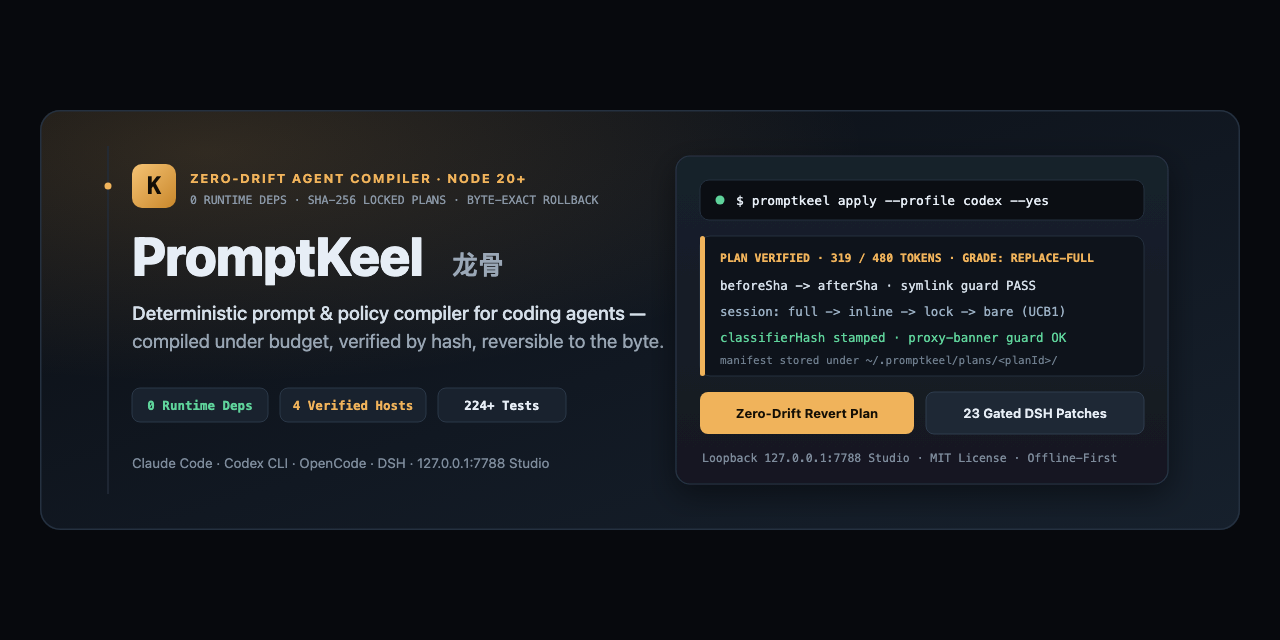 K
ZERO-DRIFT AGENT COMPILER · NODE 20+
0 RUNTIME DEPS · SHA-256 LOCKED PLANS · BYTE-EXACT ROLLBACK
PromptKeel 龙骨
Deterministic prompt & policy compiler for coding agents —
compiled under budget, verified by hash, reversible to the byte.
0 Runtime Deps
4 Verified Hosts
224+ Tests
Claude Code · Codex CLI · OpenCode · DSH · 127.0.0.1:7788 Studio
$ promptkeel apply --profile codex --yes
PLAN VERIFIED · 319 / 480 TOKENS · GRADE: REPLACE-FULL
beforeSha -> afterSha · symlink guard PASS
session: full -> inline -> lock -> bare (UCB1)
classifierHash stamped · proxy-banner guard OK
manifest stored under ~/.promptkeel/plans/<planId>/
Zero-Drift Revert Plan
23 Gated DSH Patches
Loopback 127.0.0.1:7788 Studio · MIT License · Offline-First